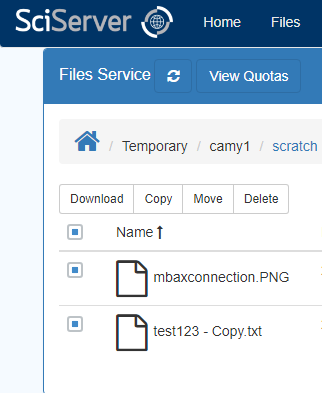 SciServer Home Files
Files Service View Quotas
/ Temporary / camy1 / scratch
Download Copy Move Delete
Name
mbaxconnection.PNG
test123 - Copy.txt